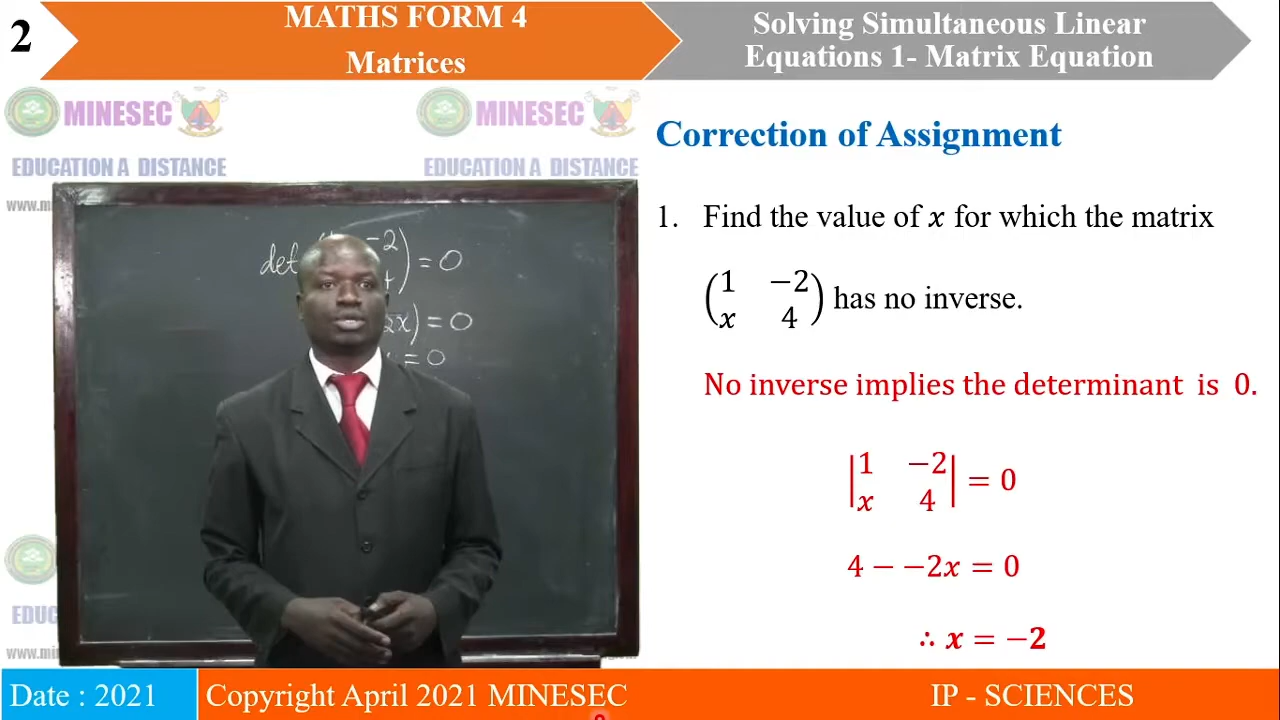 2
MATHS FORM 4
Matrices
Solving Simultaneous Linear
Equations 1- Matrix Equation
MINESEC
EDUCATION A DISTANCE
MINESEC
EDUCATION A DISTANCE
det -2
= 0
2x) = 0
= 0
Correction of Assignment
1. Find the value of x for which the matrix
(1 −2
x 4) has no inverse.
No inverse implies the determinant is 0.
|1 −2
x 4| = 0
4 − −2x = 0
∴ x = −2
Date : 2021
Copyright April 2021 MINESEC
IP - SCIENCES